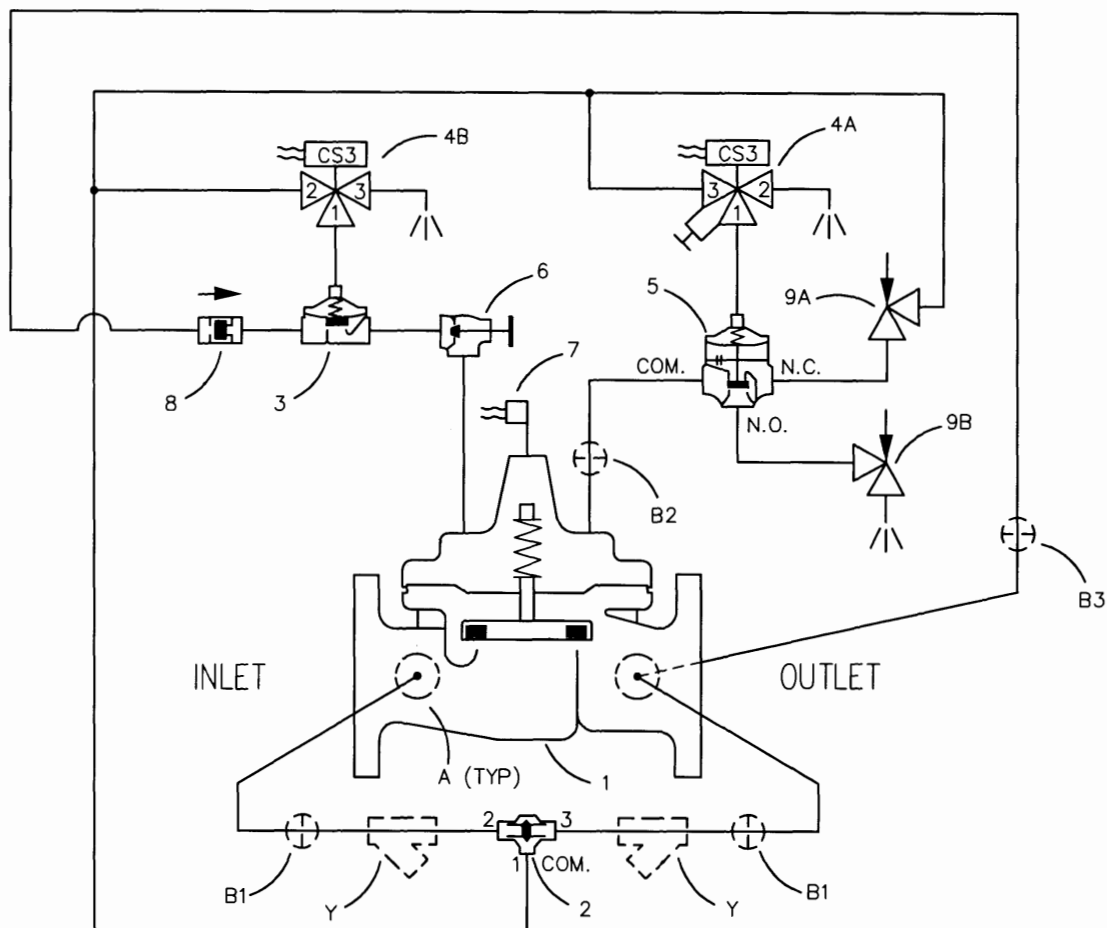 4B
4A
CS3
CS3
2
3
1
3
2
1
6
5
9A
7
COM.
N.C.
8
3
N.O.
9B
B2
B3
INLET
OUTLET
A (TYP)
1
2
3
1
COM.
B1
Y
2
Y
B1